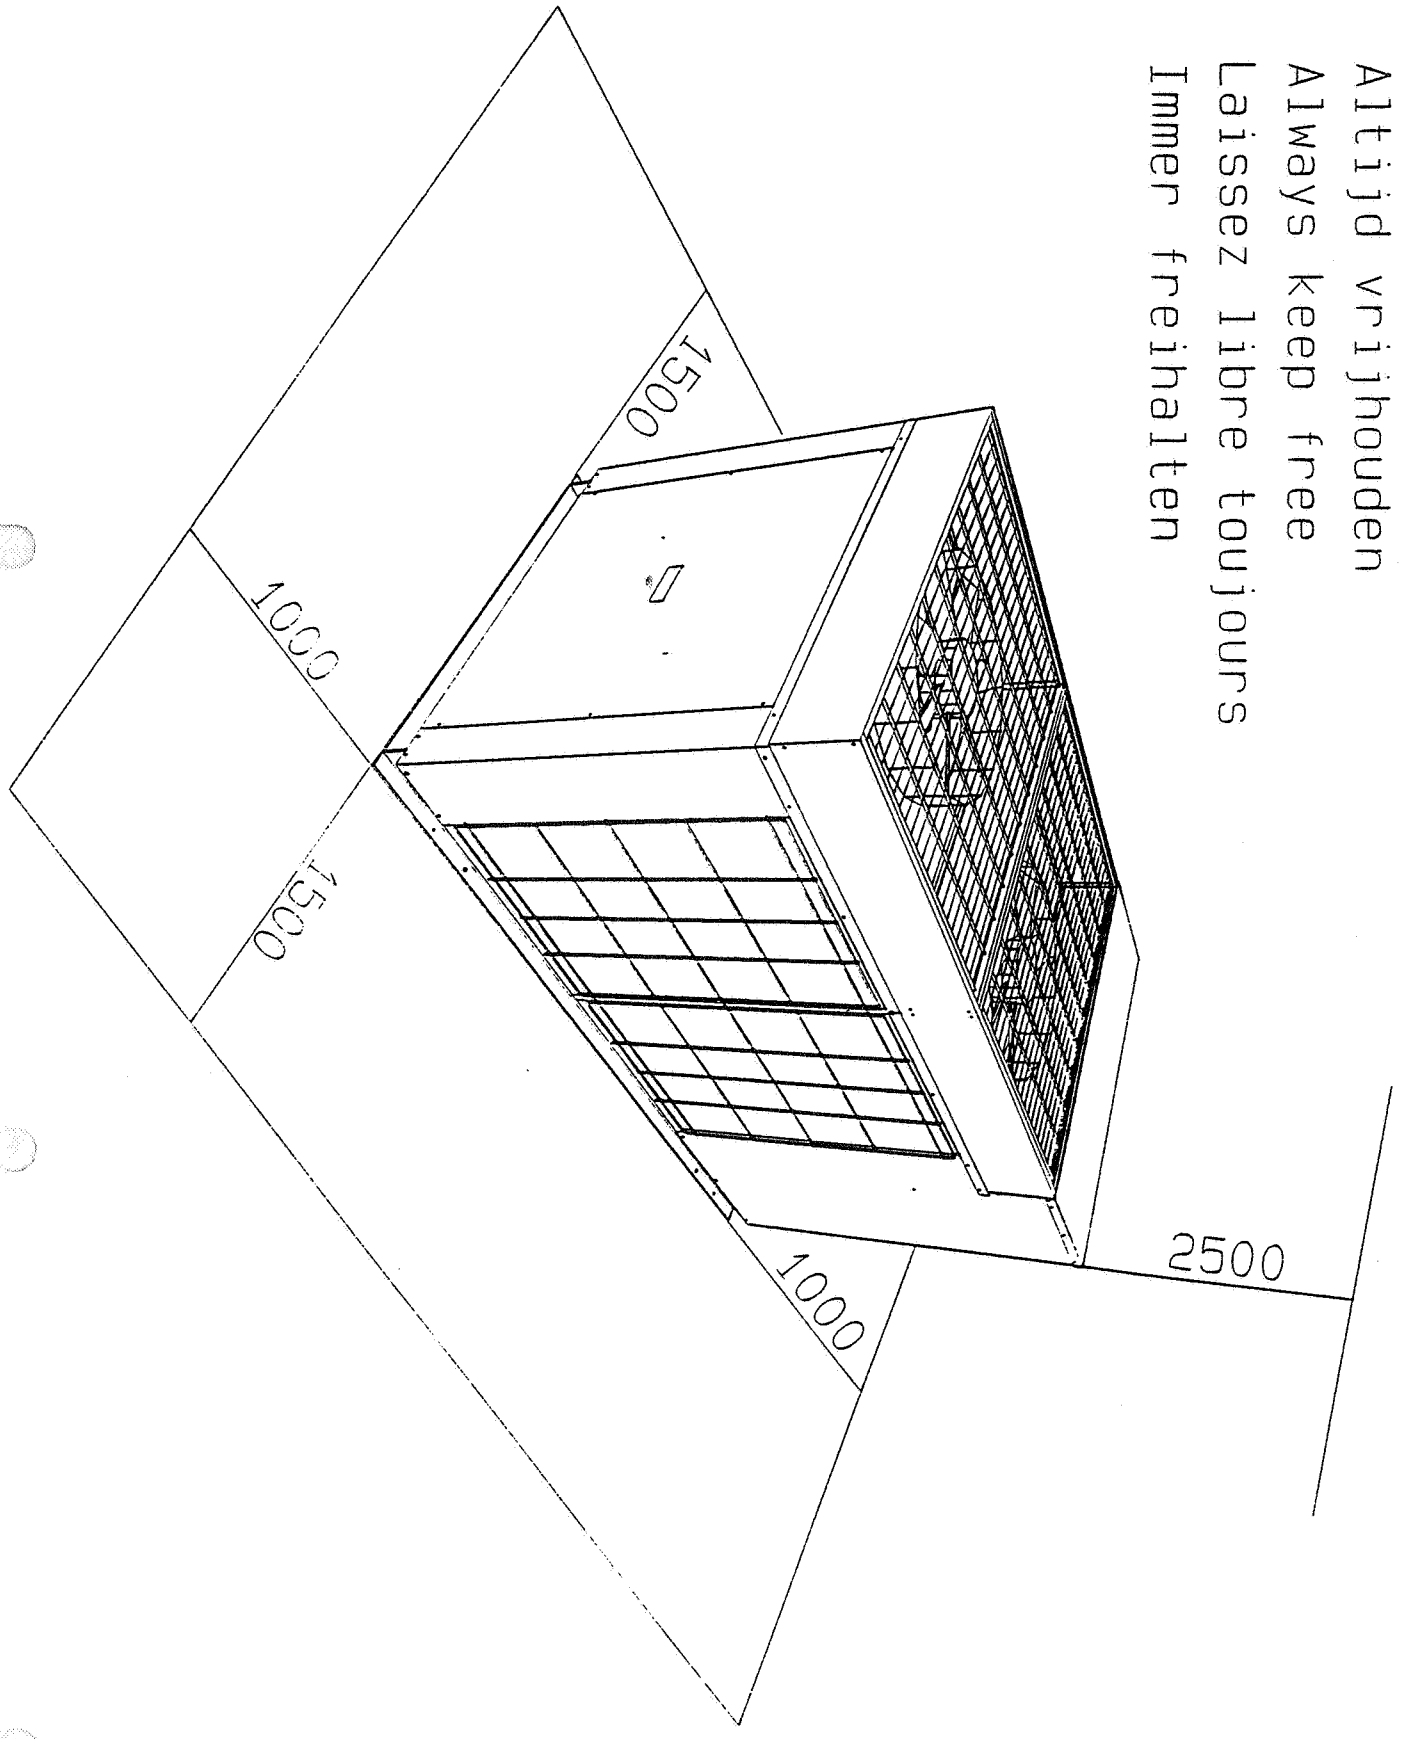 Altijd vrijhouden
Always keep free
Laissez libre toujours
Immer freihalten
1500
1000
1500
1000
2500